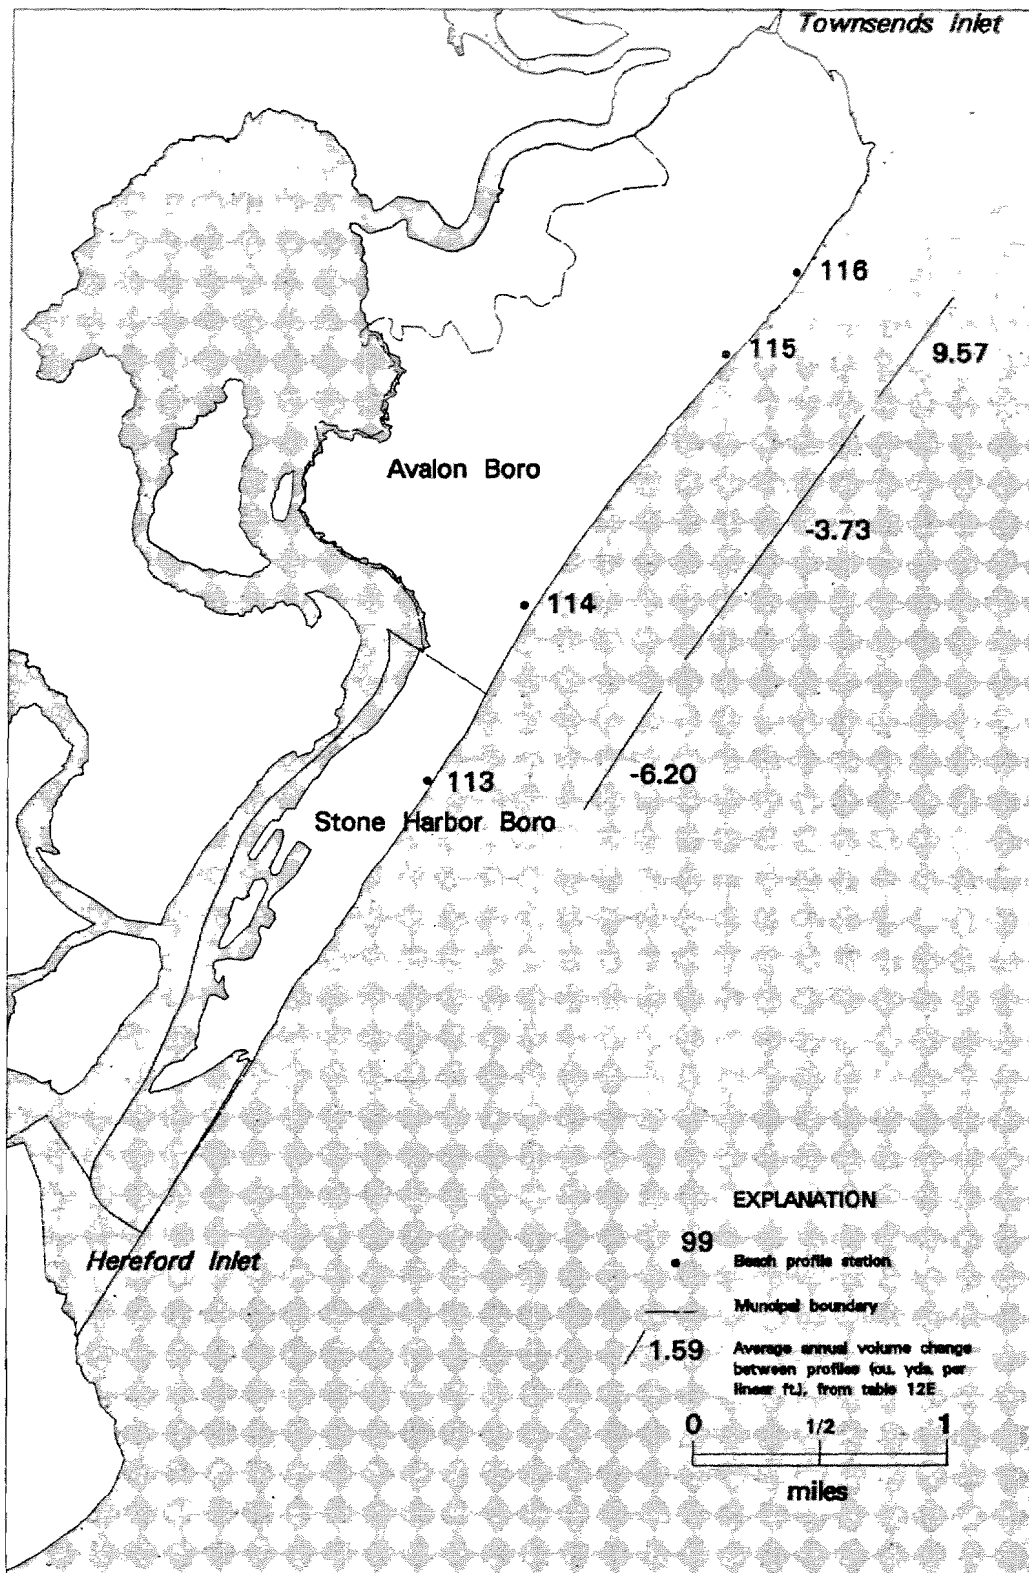 Townsends Inlet
116
115
9.57
Avalon Boro
-3.73
114
113
-6.20
Stone Harbor Boro
EXPLANATION
99
Beach profile station
Hereford Inlet
Muncipal boundary
1.59
Average annual volume change
between profiles (cu. yds. per
linear ft.), from table 12E
0 1/2 1
miles